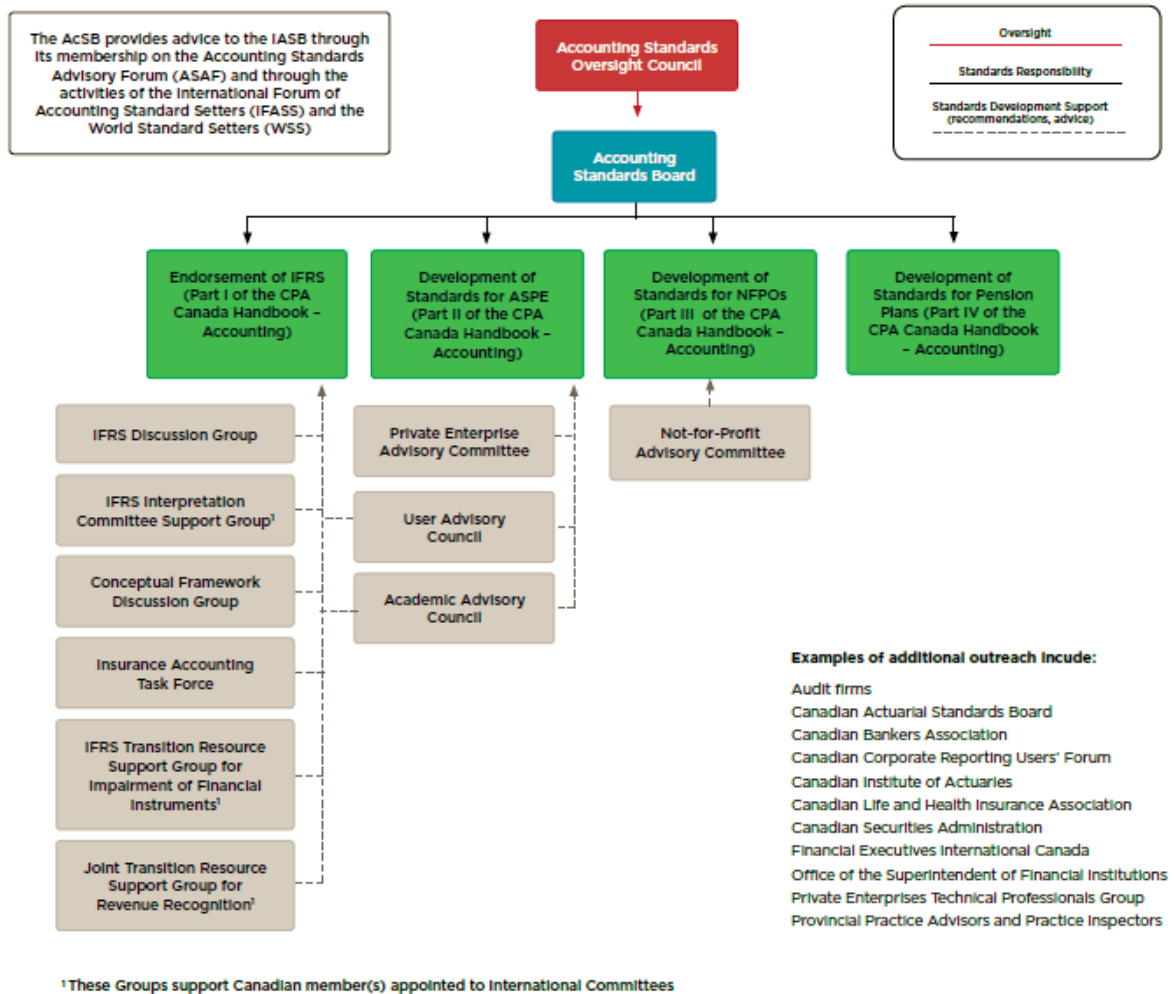 The AcSB provides advice to the IASB through
its membership on the Accounting Standards
Advisory Forum (ASAF) and through the
activities of the International Forum of
Accounting Standard Setters (IFASS) and the
World Standard Setters (WSS)
Accounting Standards
Oversight Council
Oversight
Standards Responsibility
Standards Development Support
(recommendations, advice)
Accounting
Standards Board
Endorsement of IFRS
(Part I of the CPA
Canada Handbook –
Accounting)
Development of
Standards for ASPE
(Part II of the CPA
Canada Handbook –
Accounting)
Development of
Standards for NFPOs
(Part III of the CPA
Canada Handbook –
Accounting)
Development of
Standards for Pension
Plans (Part IV of the
CPA Canada Handbook
– Accounting)
IFRS Discussion Group
IFRS Interpretation
Committee Support Group¹
Conceptual Framework
Discussion Group
Insurance Accounting
Task Force
IFRS Transition Resource
Support Group for
Impairment of Financial
Instruments¹
Joint Transition Resource
Support Group for
Revenue Recognition¹
Private Enterprise
Advisory Committee
User Advisory
Council
Academic Advisory
Council
Not-for-Profit
Advisory Committee
Examples of additional outreach incude:
Audit firms
Canadian Actuarial Standards Board
Canadian Bankers Association
Canadian Corporate Reporting Users' Forum
Canadian Institute of Actuaries
Canadian Life and Health Insurance Association
Canadian Securities Administration
Financial Executives International Canada
Office of the Superintendent of Financial Institutions
Private Enterprises Technical Professionals Group
Provincial Practice Advisors and Practice Inspectors
¹ These Groups support Canadian member(s) appointed to International Committees